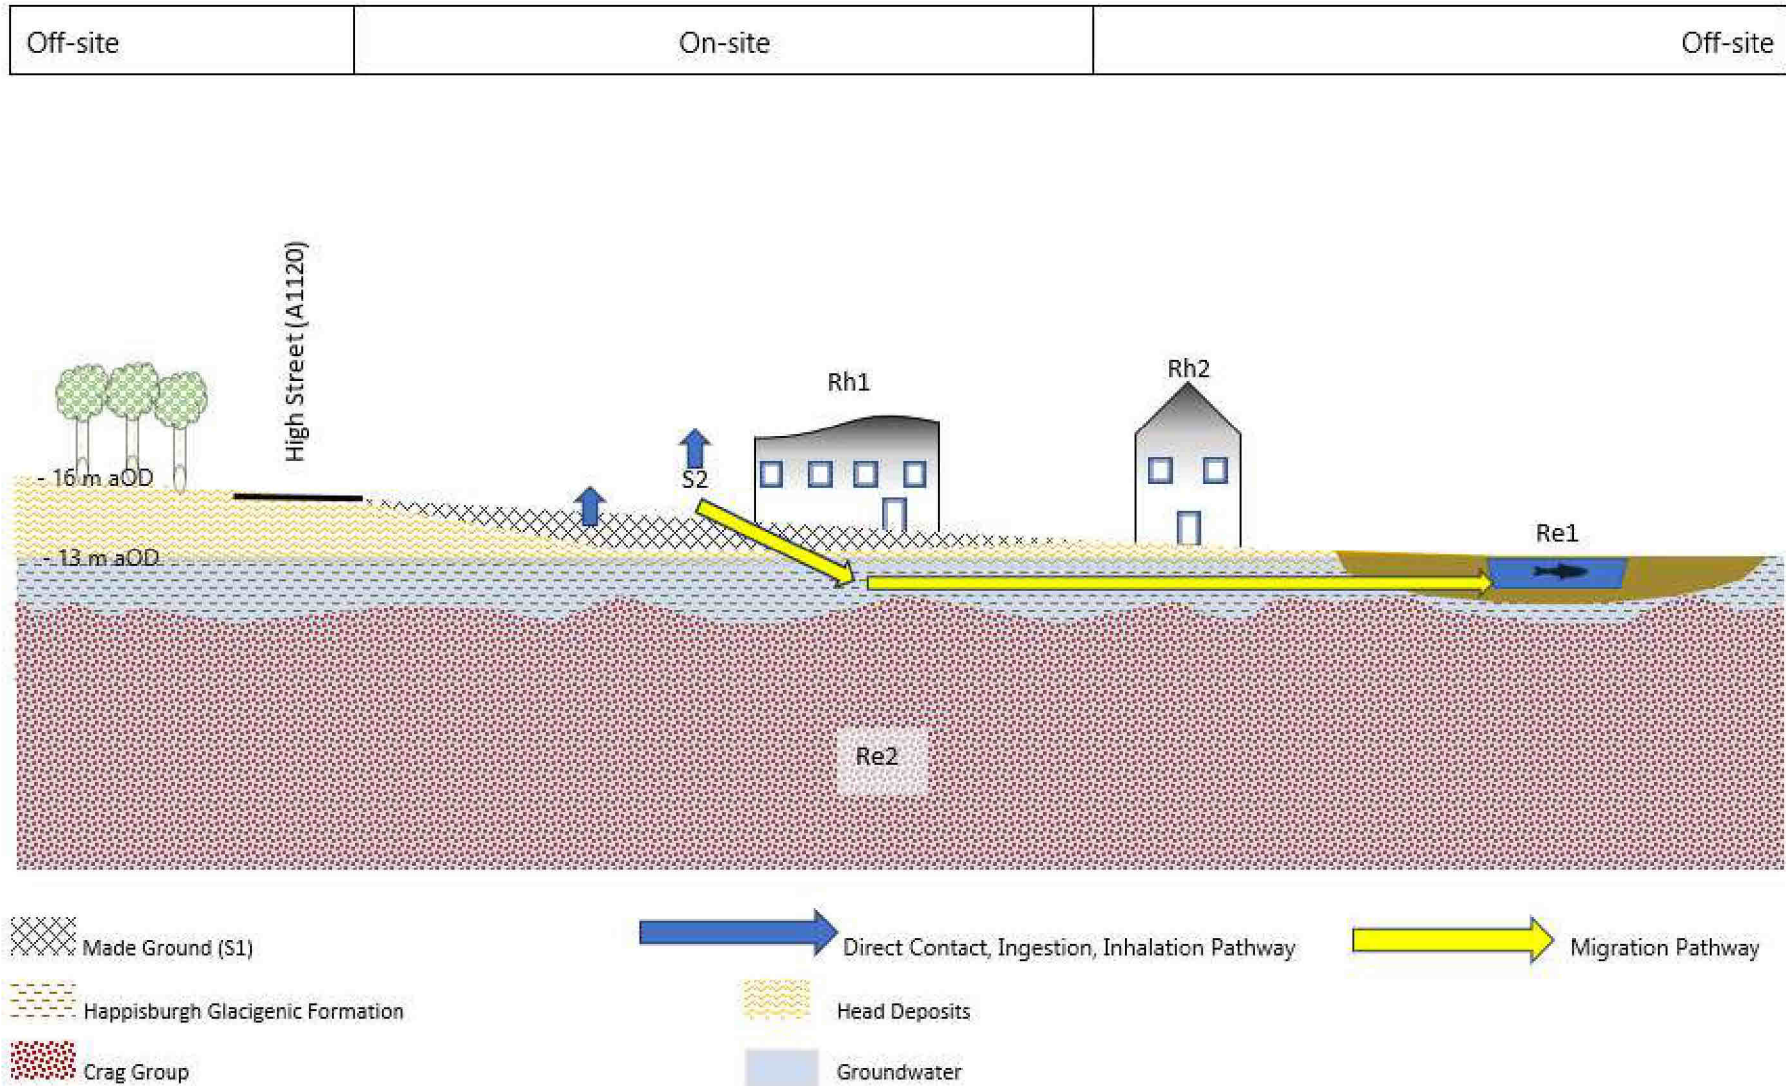 Off-site
On-site
Off-site
High Street (A1120)
Rh1
Rh2
S2
- 16 m aOD
- 13 m aOD
Re1
Re2
Made Ground (S1)
Direct Contact, Ingestion, Inhalation Pathway
Migration Pathway
Happisburgh Glacigenic Formation
Head Deposits
Crag Group
Groundwater